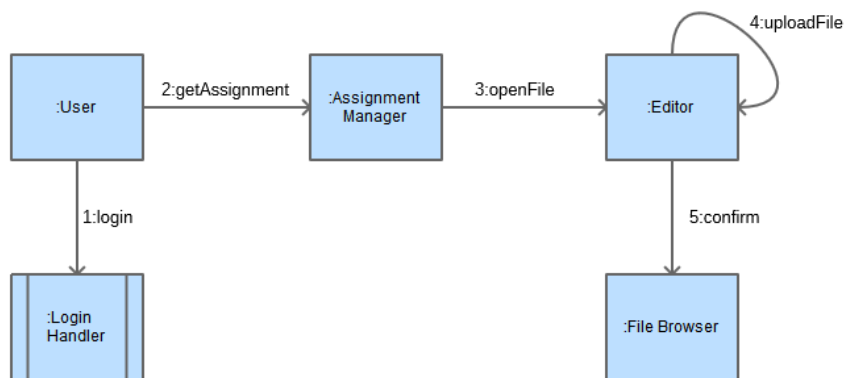 4:uploadFile
:User
2:getAssignment
:Assignment
Manager
3:openFile
:Editor
1:login
5:confirm
:Login
Handler
:File Browser